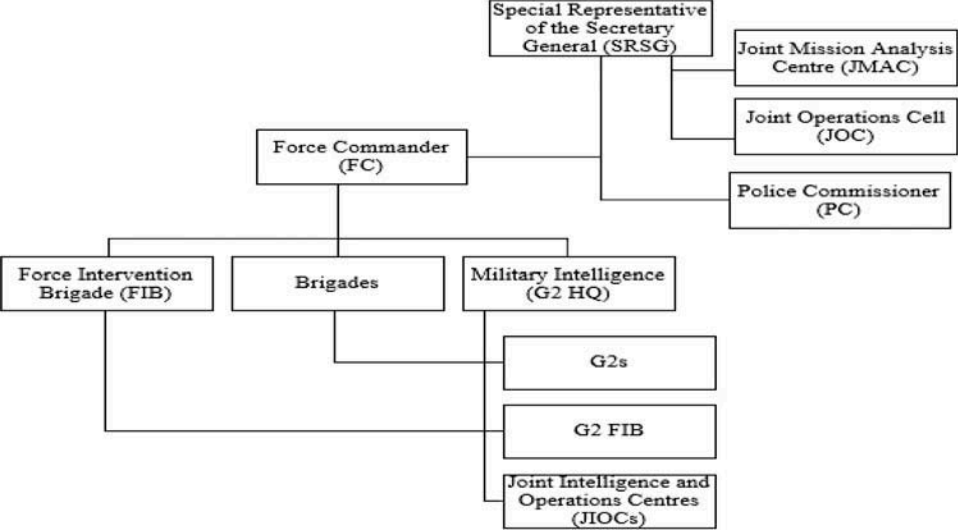 Special Representative
of the Secretary
General (SRSG)
Joint Mission Analysis
Centre (JMAC)
Joint Operations Cell
(JOC)
Force Commander
(FC)
Police Commissioner
(PC)
Force Intervention
Brigade (FIB)
Brigades
Military Intelligence
(G2 HQ)
G2s
G2 FIB
Joint Intelligence and
Operations Centres
(JIOCs)